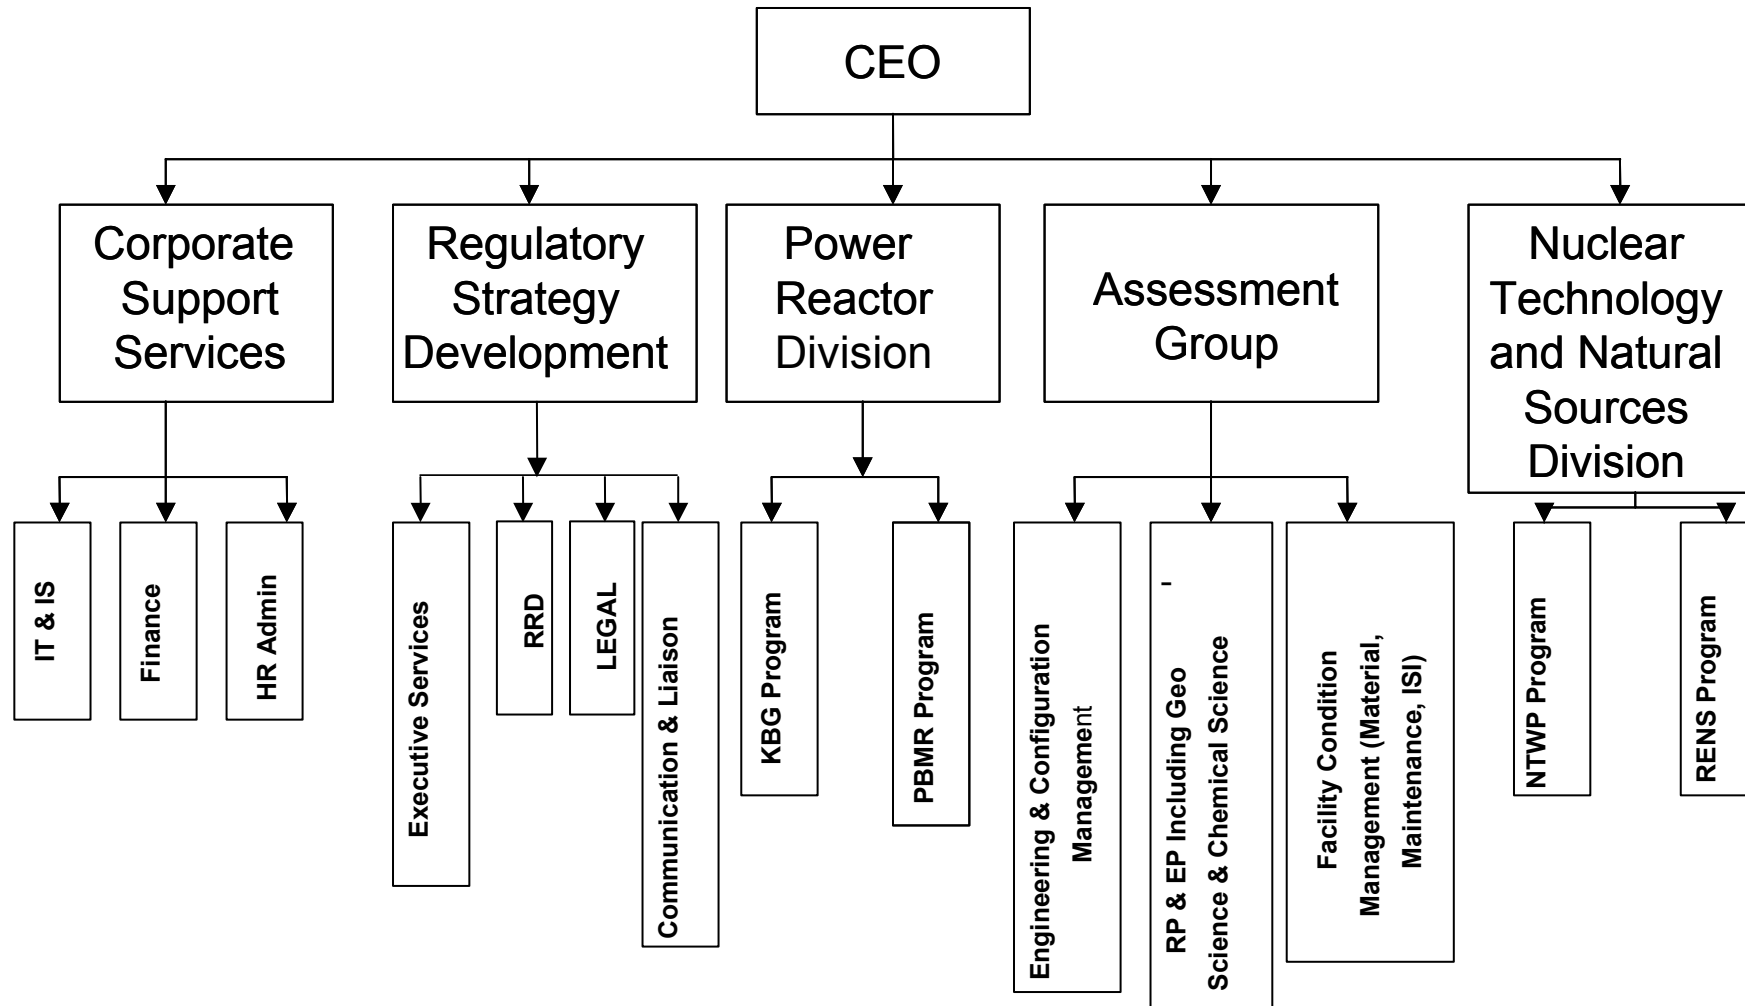 CEO
Corporate
Support
Services
Regulatory
Strategy
Development
Power
Reactor
Division
Assessment
Group
Nuclear
Technology
and Natural
Sources
Division
IT & IS
Finance
HR Admin
Executive Services
RRD
LEGAL
Communication & Liaison
KBG Program
PBMR Program
Engineering & Configuration
Management
RP & EP Including Geo -
Science & Chemical Science
Facility Condition
Management (Material,
Maintenance, ISI)
NTWP Program
RENS Program